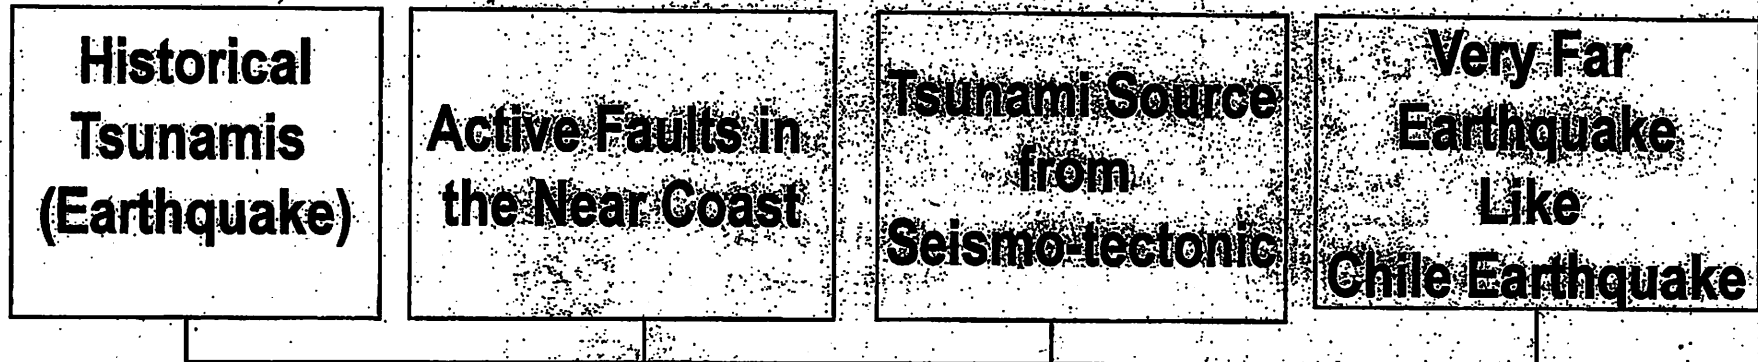 Historical
Tsunamis
(Earthquake)
Active Faults in
the Near Coast
Tsunami Source
from
Seismo-tectonic
Very Far
Earthquake
Like
Chile Earthquake